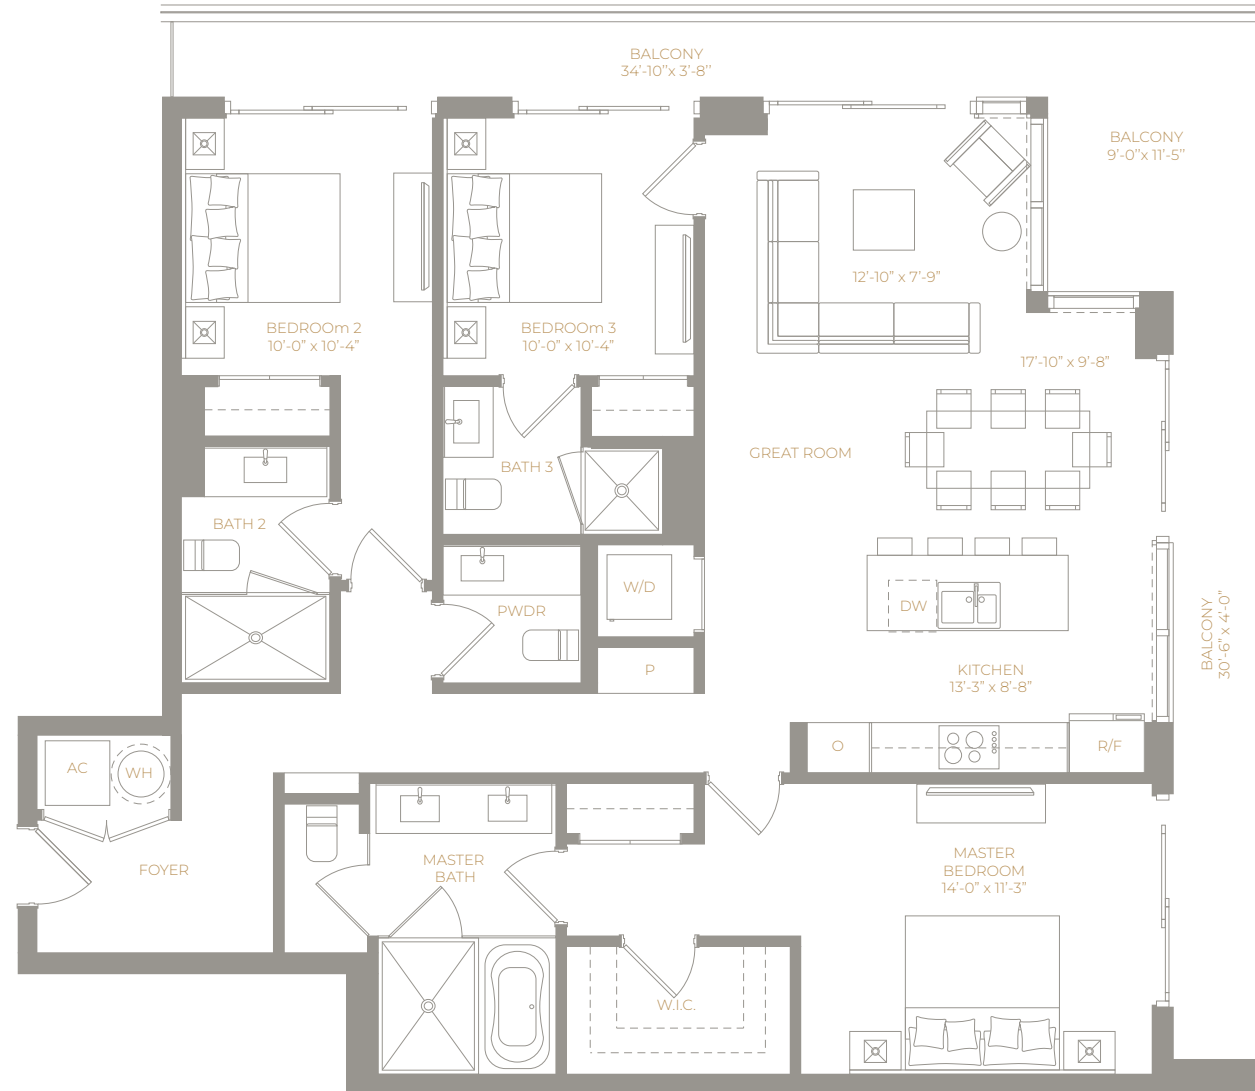 BALCONY
34'-10"x 3'-8"
BALCONY
9'-0"x 11'-5"
12'-10" x 7'-9"
BEDROOm 2
10'-0" x 10'-4"
BEDROOm 3
10'-0" x 10'-4"
17'-10" x 9'-8"
GREAT ROOM
BATH 3
BATH 2
W/D
DW
PWDR
BALCONY
30'-6" x 4'-0"
P
KITCHEN
13'-3" x 8'-8"
O
R/F
AC
WH
FOYER
MASTER
BATH
MASTER
BEDROOM
14'-0" x 11'-3"
W.I.C.